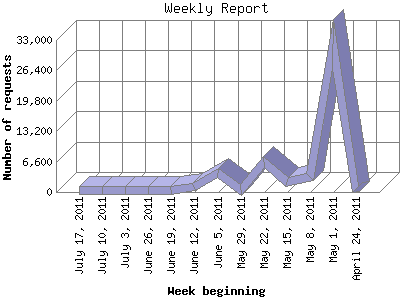 Weekly Report
Number of requests
33,000
26,400
19,800
13,200
6,600
0
July 17, 2011
July 10, 2011
July 3, 2011
June 26, 2011
June 19, 2011
June 12, 2011
June 5, 2011
May 29, 2011
May 22, 2011
May 15, 2011
May 8, 2011
May 1, 2011
April 24, 2011
Week beginning